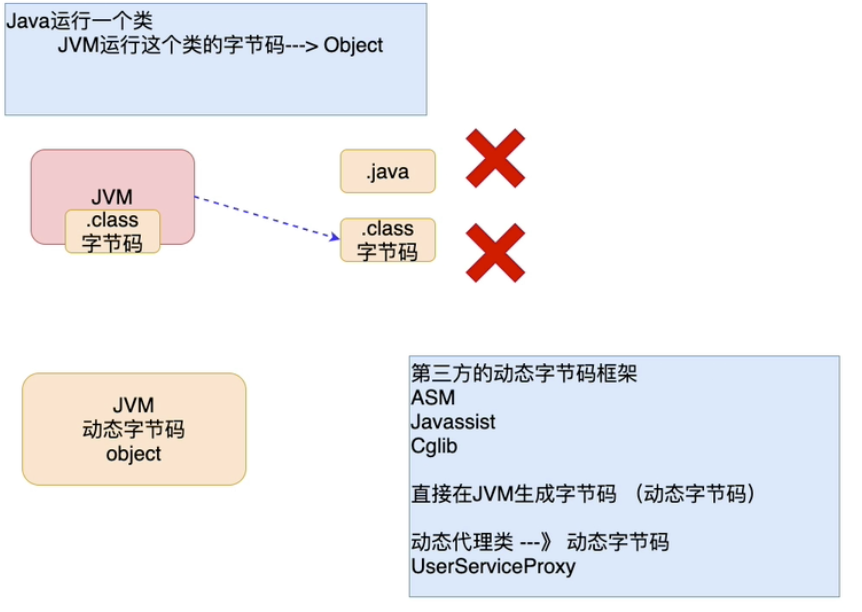 Java运行一个类
JVM运行这个类的字节码---> Object
JVM
.class
字节码
.java
.class
字节码
JVM
动态字节码
object
第三方的动态字节码框架
ASM
Javassist
Cglib
直接在JVM生成字节码 （动态字节码）
动态代理类 ---》 动态字节码
UserServiceProxy